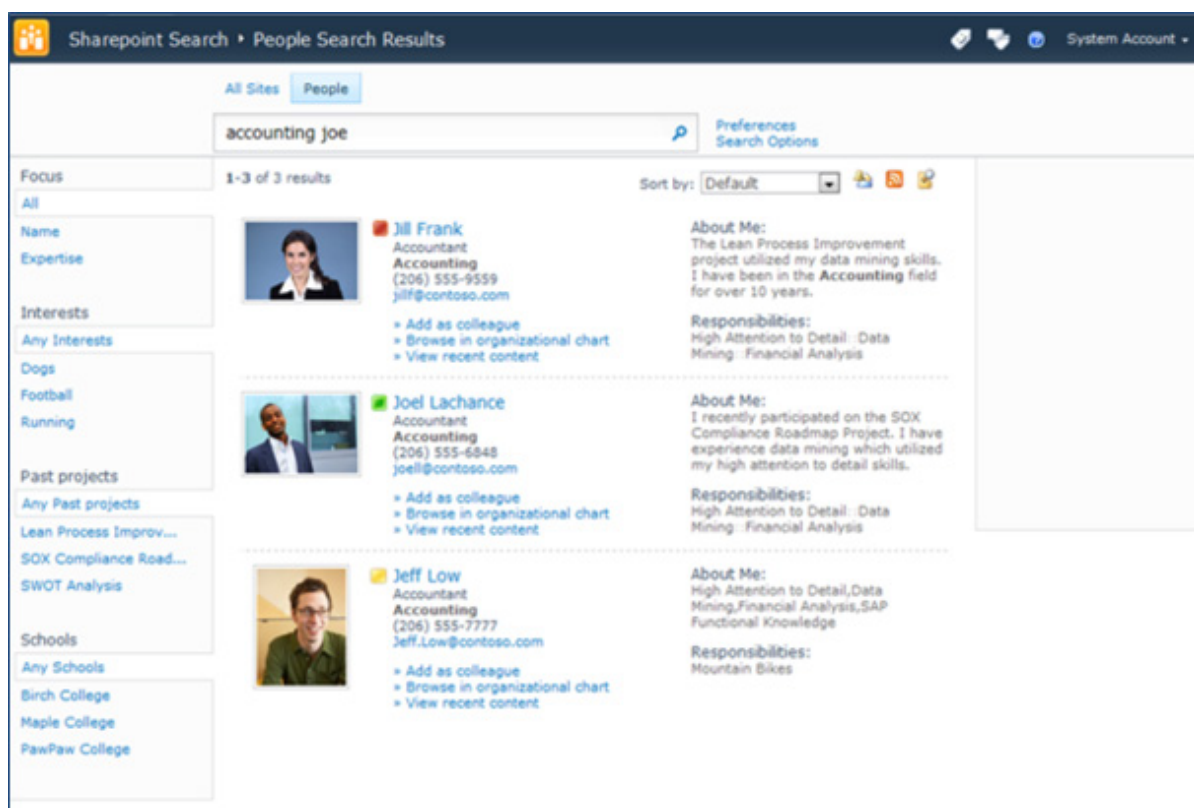 Sharepoint Search ▸ People Search Results
System Account
All Sites People
accounting joe
Preferences
Search Options
Focus
All
Name
Expertise
Interests
Any Interests
Dogs
Football
Running
Past projects
Any Past projects
Lean Process Improv...
SOX Compliance Road...
SWOT Analysis
Schools
Any Schools
Birch College
Maple College
PawPaw College
1-3 of 3 results
Sort by: Default
Jill Frank
Accountant
Accounting
(206) 555-9559
jillf@contoso.com
» Add as colleague
» Browse in organizational chart
» View recent content
About Me:
The Lean Process Improvement
project utilized my data mining skills.
I have been in the Accounting field
for over 10 years.
Responsibilities:
High Attention to Detail::Data
Mining::Financial Analysis
Joel Lachance
Accountant
Accounting
(206) 555-6848
joell@contoso.com
» Add as colleague
» Browse in organizational chart
» View recent content
About Me:
I recently participated on the SOX
Compliance Roadmap Project. I have
experience data mining which utilized
my high attention to detail skills.
Responsibilities:
High Attention to Detail::Data
Mining::Financial Analysis
Jeff Low
Accountant
Accounting
(206) 555-7777
Jeff.Low@contoso.com
» Add as colleague
» Browse in organizational chart
» View recent content
About Me:
High Attention to Detail,Data
Mining,Financial Analysis,SAP
Functional Knowledge
Responsibilities:
Mountain Bikes